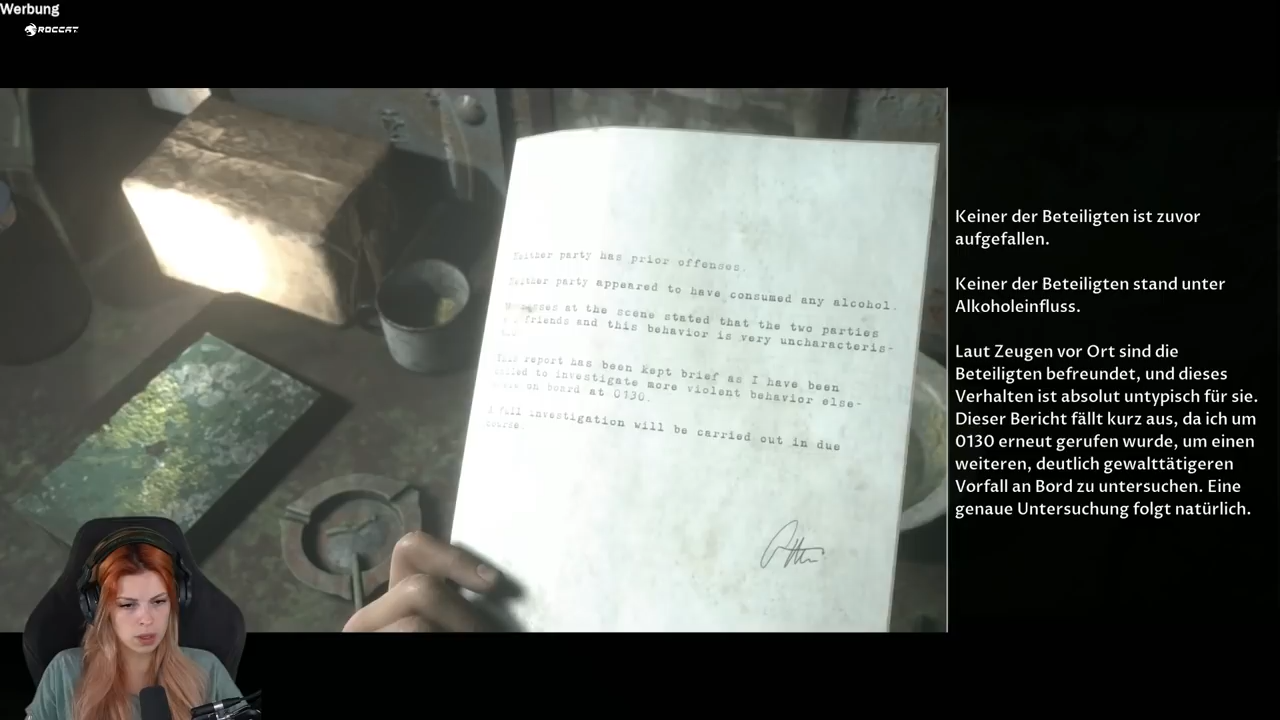 Werbung
ROCCAT
Neither party has prior offenses.
Neither party appeared to have consumed any alcohol.
Witnesses at the scene stated that the two parties
friends and this behavior is very uncharacteris-
This report has been kept brief as I have been
called to investigate more violent behavior else-
on board at 0130.
A full investigation will be carried out in due
course.
Keiner der Beteiligten ist zuvor
aufgefallen.
Keiner der Beteiligten stand unter
Alkoholeinfluss.
Laut Zeugen vor Ort sind die
Beteiligten befreundet, und dieses
Verhalten ist absolut untypisch für sie.
Dieser Bericht fällt kurz aus, da ich um
0130 erneut gerufen wurde, um einen
weiteren, deutlich gewalttätigeren
Vorfall an Bord zu untersuchen. Eine
genaue Untersuchung folgt natürlich.